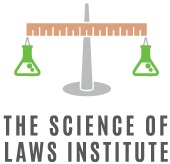 THE SCIENCE OF
LAWS INSTITUTE